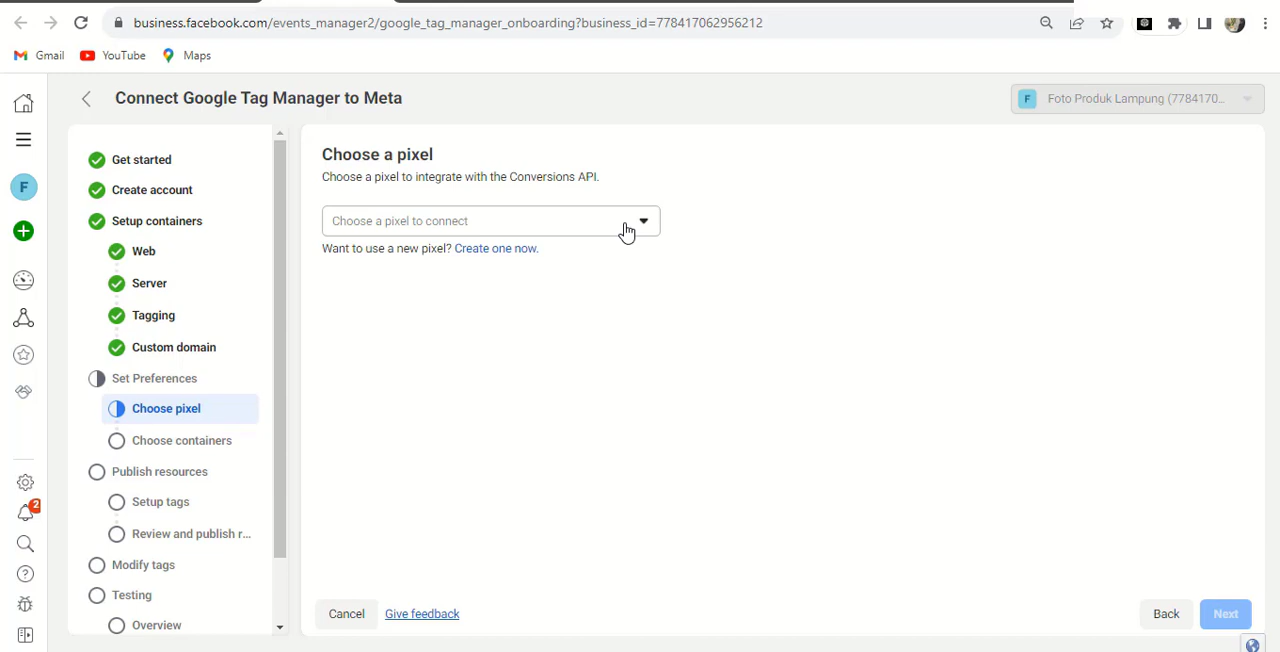 business.facebook.com/events_manager2/google_tag_manager_onboarding?business_id=778417062956212
Gmail YouTube Maps
Connect Google Tag Manager to Meta
F Foto Produk Lampung (7784170...
F
Get started
Create account
Setup containers
Web
Server
Tagging
Custom domain
Set Preferences
Choose pixel
Choose containers
Publish resources
Setup tags
Review and publish r...
Modify tags
Testing
Overview
2
Choose a pixel
Choose a pixel to integrate with the Conversions API.
Choose a pixel to connect
Want to use a new pixel? Create one now.
Cancel Give feedback Back Next